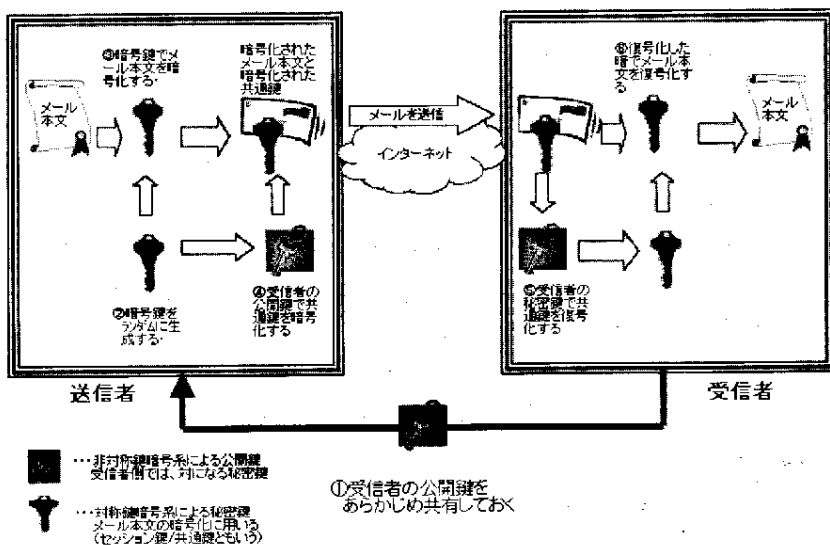 ③暗号鍵でメ
ール本文を暗
号化する・
暗号化された
メール本文と
暗号化された
共通鍵
メール
本文
②暗号鍵を
ランダムに生
成する・
④受信者の
公開鍵で共
通鍵を暗号
化する
送信者
メールを送信
インターネット
⑥復号化した
暗でメール本
文を復号化す
る
メール
本文
⑤受信者の
秘密鍵で共
通鍵を復号
化する
受信者
①受信者の公開鍵を
あらかじめ共有しておく
…非対称鍵暗号系による公開鍵
受信者側では、対になる秘密鍵
…対称鍵暗号系による秘密鍵
メール本文の暗号化に用いる
(セッション鍵/共通鍵ともいう)